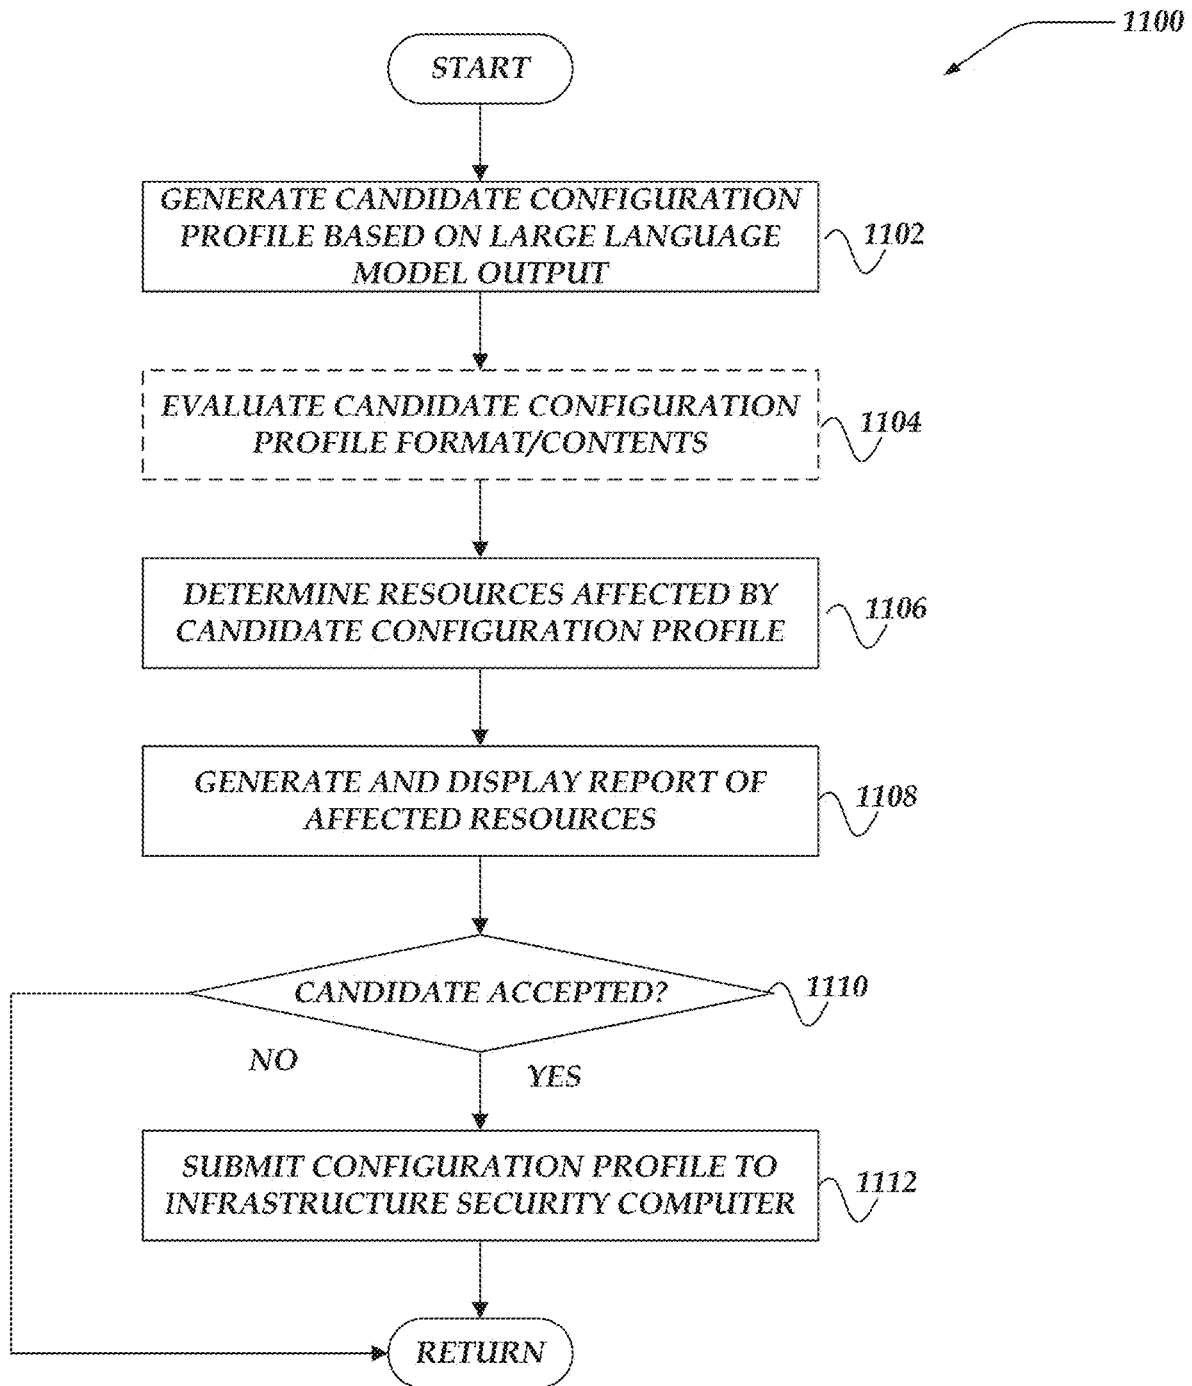 1100
START
GENERATE CANDIDATE CONFIGURATION
PROFILE BASED ON LARGE LANGUAGE
MODEL OUTPUT
1102
EVALUATE CANDIDATE CONFIGURATION
PROFILE FORMAT/CONTENTS
1104
DETERMINE RESOURCES AFFECTED BY
CANDIDATE CONFIGURATION PROFILE
1106
GENERATE AND DISPLAY REPORT OF
AFFECTED RESOURCES
1108
CANDIDATE ACCEPTED?
1110
NO
YES
SUBMIT CONFIGURATION PROFILE TO
INFRASTRUCTURE SECURITY COMPUTER
1112
RETURN